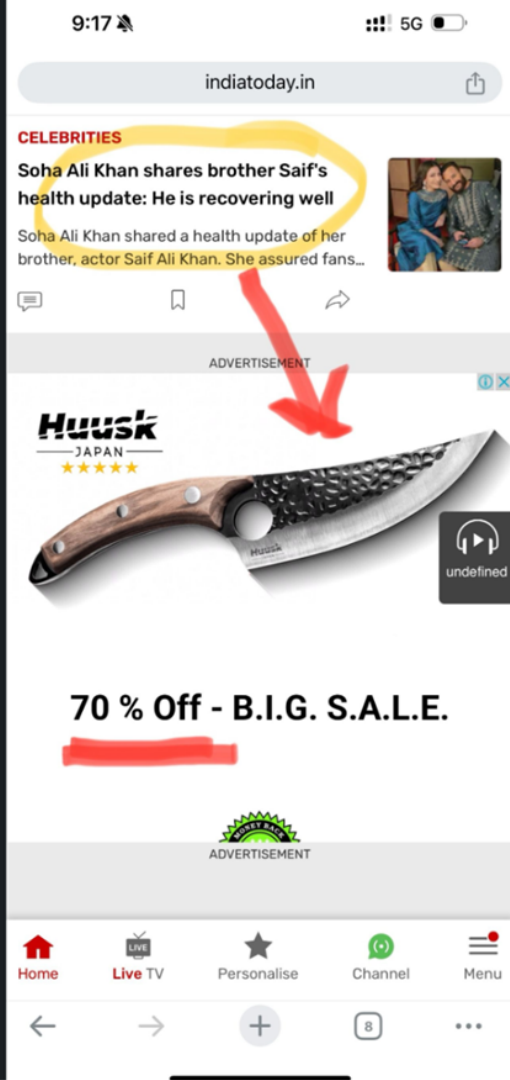 9:17
5G
indiatoday.in
CELEBRITIES
Soha Ali Khan shares brother Saif's
health update: He is recovering well
Soha Ali Khan shared a health update of her
brother, actor Saif Ali Khan. She assured fans...
ADVERTISEMENT
Huusk
JAPAN
Huusk
undefined
70 % Off - B.I.G. S.A.L.E.
MONEY BACK
ADVERTISEMENT
LIVE
Home Live TV Personalise Channel Menu
8